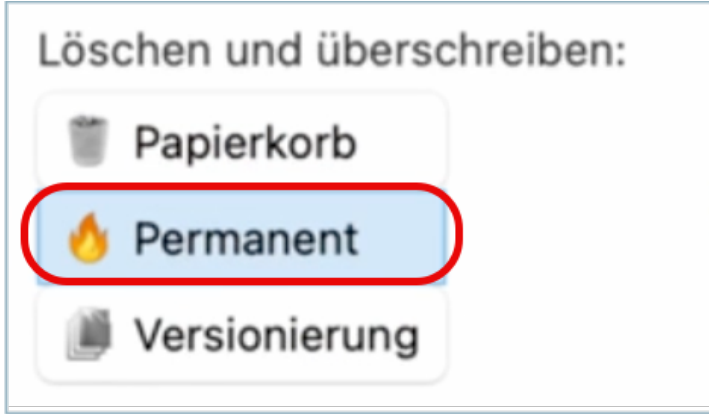 Löschen und überschreiben:
Papierkorb
Permanent
Versionierung